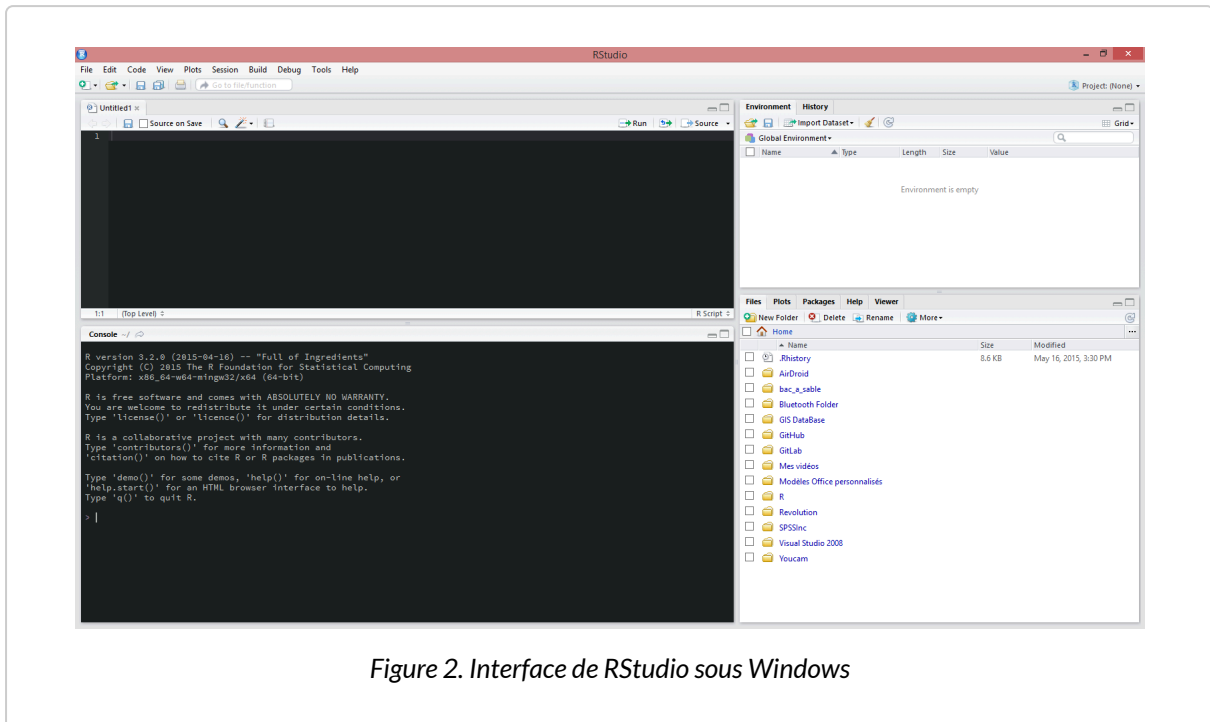 RStudio
File Edit Code View Plots Session Build Debug Tools Help
Go to file/function
Project: (None)
Untitled1
Source on Save
Run
Source
1
1:1 (Top Level)
R Script
Console ~/
R version 3.2.0 (2015-04-16) -- "Full of Ingredients"
Copyright (C) 2015 The R Foundation for Statistical Computing
Platform: x86_64-w64-mingw32/x64 (64-bit)
R is free software and comes with ABSOLUTELY NO WARRANTY.
You are welcome to redistribute it under certain conditions.
Type 'license()' or 'licence()' for distribution details.
R is a collaborative project with many contributors.
Type 'contributors()' for more information and
'citation()' on how to cite R or R packages in publications.
Type 'demo()' for some demos, 'help()' for on-line help, or
'help.start()' for an HTML browser interface to help.
Type 'q()' to quit R.
>
Environment History
Import Dataset
Grid
Global Environment
Name Type Length Size Value
Environment is empty
Files Plots Packages Help Viewer
New Folder Delete Rename More
Home
Name Size Modified
.Rhistory 8.6 KB May 16, 2015, 3:30 PM
AirDroid
bac_a_sable
Bluetooth Folder
GIS DataBase
GitHub
GitLab
Mes vidéos
Modèles Office personnalisés
R
Revolution
SPSSInc
Visual Studio 2008
Youcam
Figure 2. Interface de RStudio sous Windows